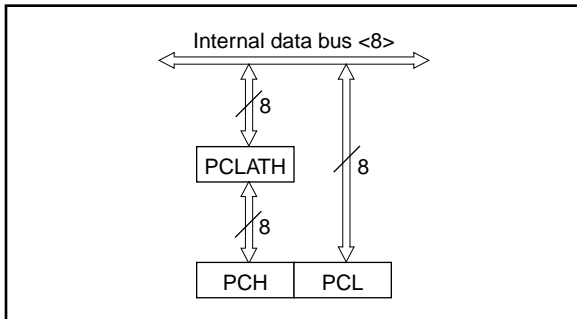 Internal data bus <8>
8
PCLATH
8
8
PCH PCL